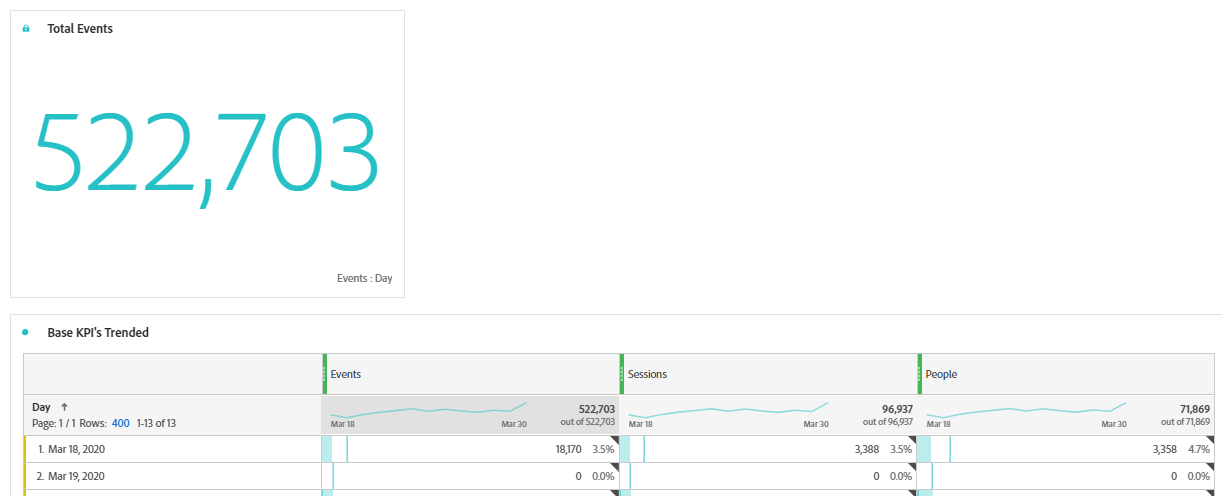 Total Events
522,703
Events : Day
Base KPI's Trended
Events Sessions People
Day ↑
Page: 1 / 1 Rows: 400 1-13 of 13
522,703
out of 522,703
Mar 18 Mar 30
96,937
out of 96,937
Mar 18 Mar 30
71,869
out of 71,869
Mar 18 Mar 30
1. Mar 18, 2020 18,170 3.5% 3,388 3.5% 3,358 4.7%
2. Mar 19, 2020 0 0.0% 0 0.0% 0 0.0%